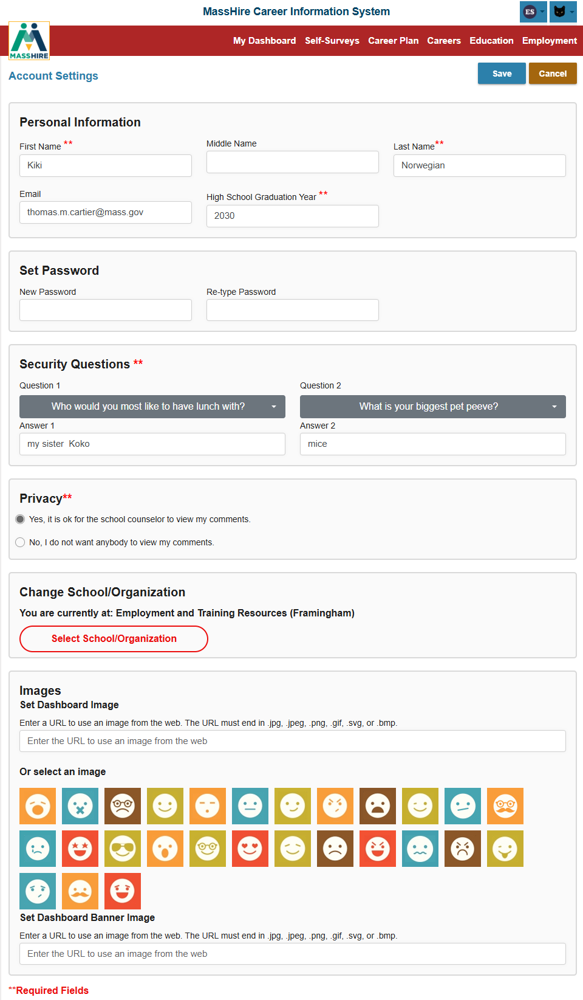 MassHire Career Information System
ES
MASSHIRE
My Dashboard Self-Surveys Career Plan Careers Education Employment
Account Settings
Save Cancel
Personal Information
First Name ** Middle Name Last Name**
Kiki Norwegian
Email High School Graduation Year **
thomas.m.cartier@mass.gov 2030
Set Password
New Password Re-type Password
Security Questions **
Question 1 Question 2
Who would you most like to have lunch with? What is your biggest pet peeve?
Answer 1 Answer 2
my sister  Koko mice
Privacy**
Yes, it is ok for the school counselor to view my comments.
No, I do not want anybody to view my comments.
Change School/Organization
You are currently at: Employment and Training Resources (Framingham)
Select School/Organization
Images
Set Dashboard Image
Enter a URL to use an image from the web. The URL must end in .jpg, .jpeg, .png, .gif, .svg, or .bmp.
Enter the URL to use an image from the web
Or select an image
Set Dashboard Banner Image
Enter a URL to use an image from the web. The URL must end in .jpg, .jpeg, .png, .gif, .svg, or .bmp.
Enter the URL to use an image from the web
**Required Fields